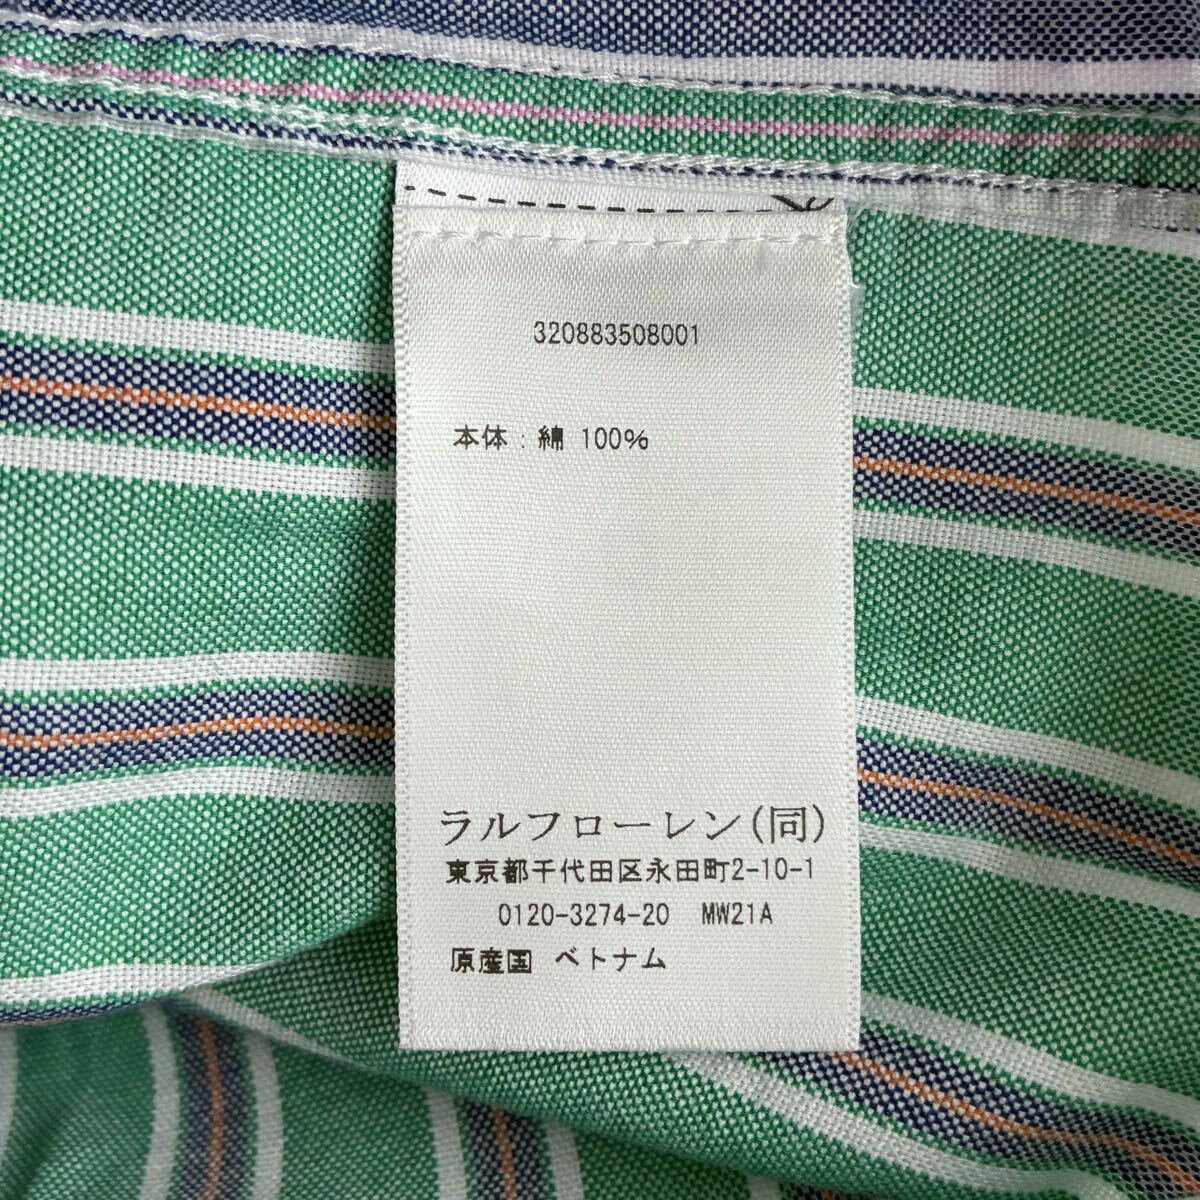 320883508001
本体：綿 100%
ラルフローレン(同)
東京都千代田区永田町2-10-1
0120-3274-20 MW21A
原産国 ベトナム